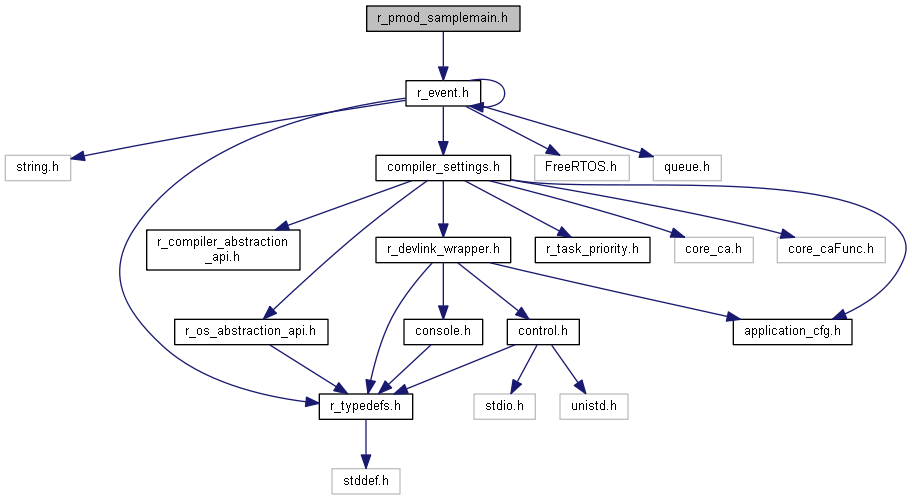 r_pmod_samplemain.h
r_event.h
string.h
compiler_settings.h
FreeRTOS.h
queue.h
r_compiler_abstraction
_api.h
r_devlink_wrapper.h
r_task_priority.h
core_ca.h
core_caFunc.h
r_os_abstraction_api.h
console.h
control.h
application_cfg.h
r_typedefs.h
stdio.h
unistd.h
stddef.h